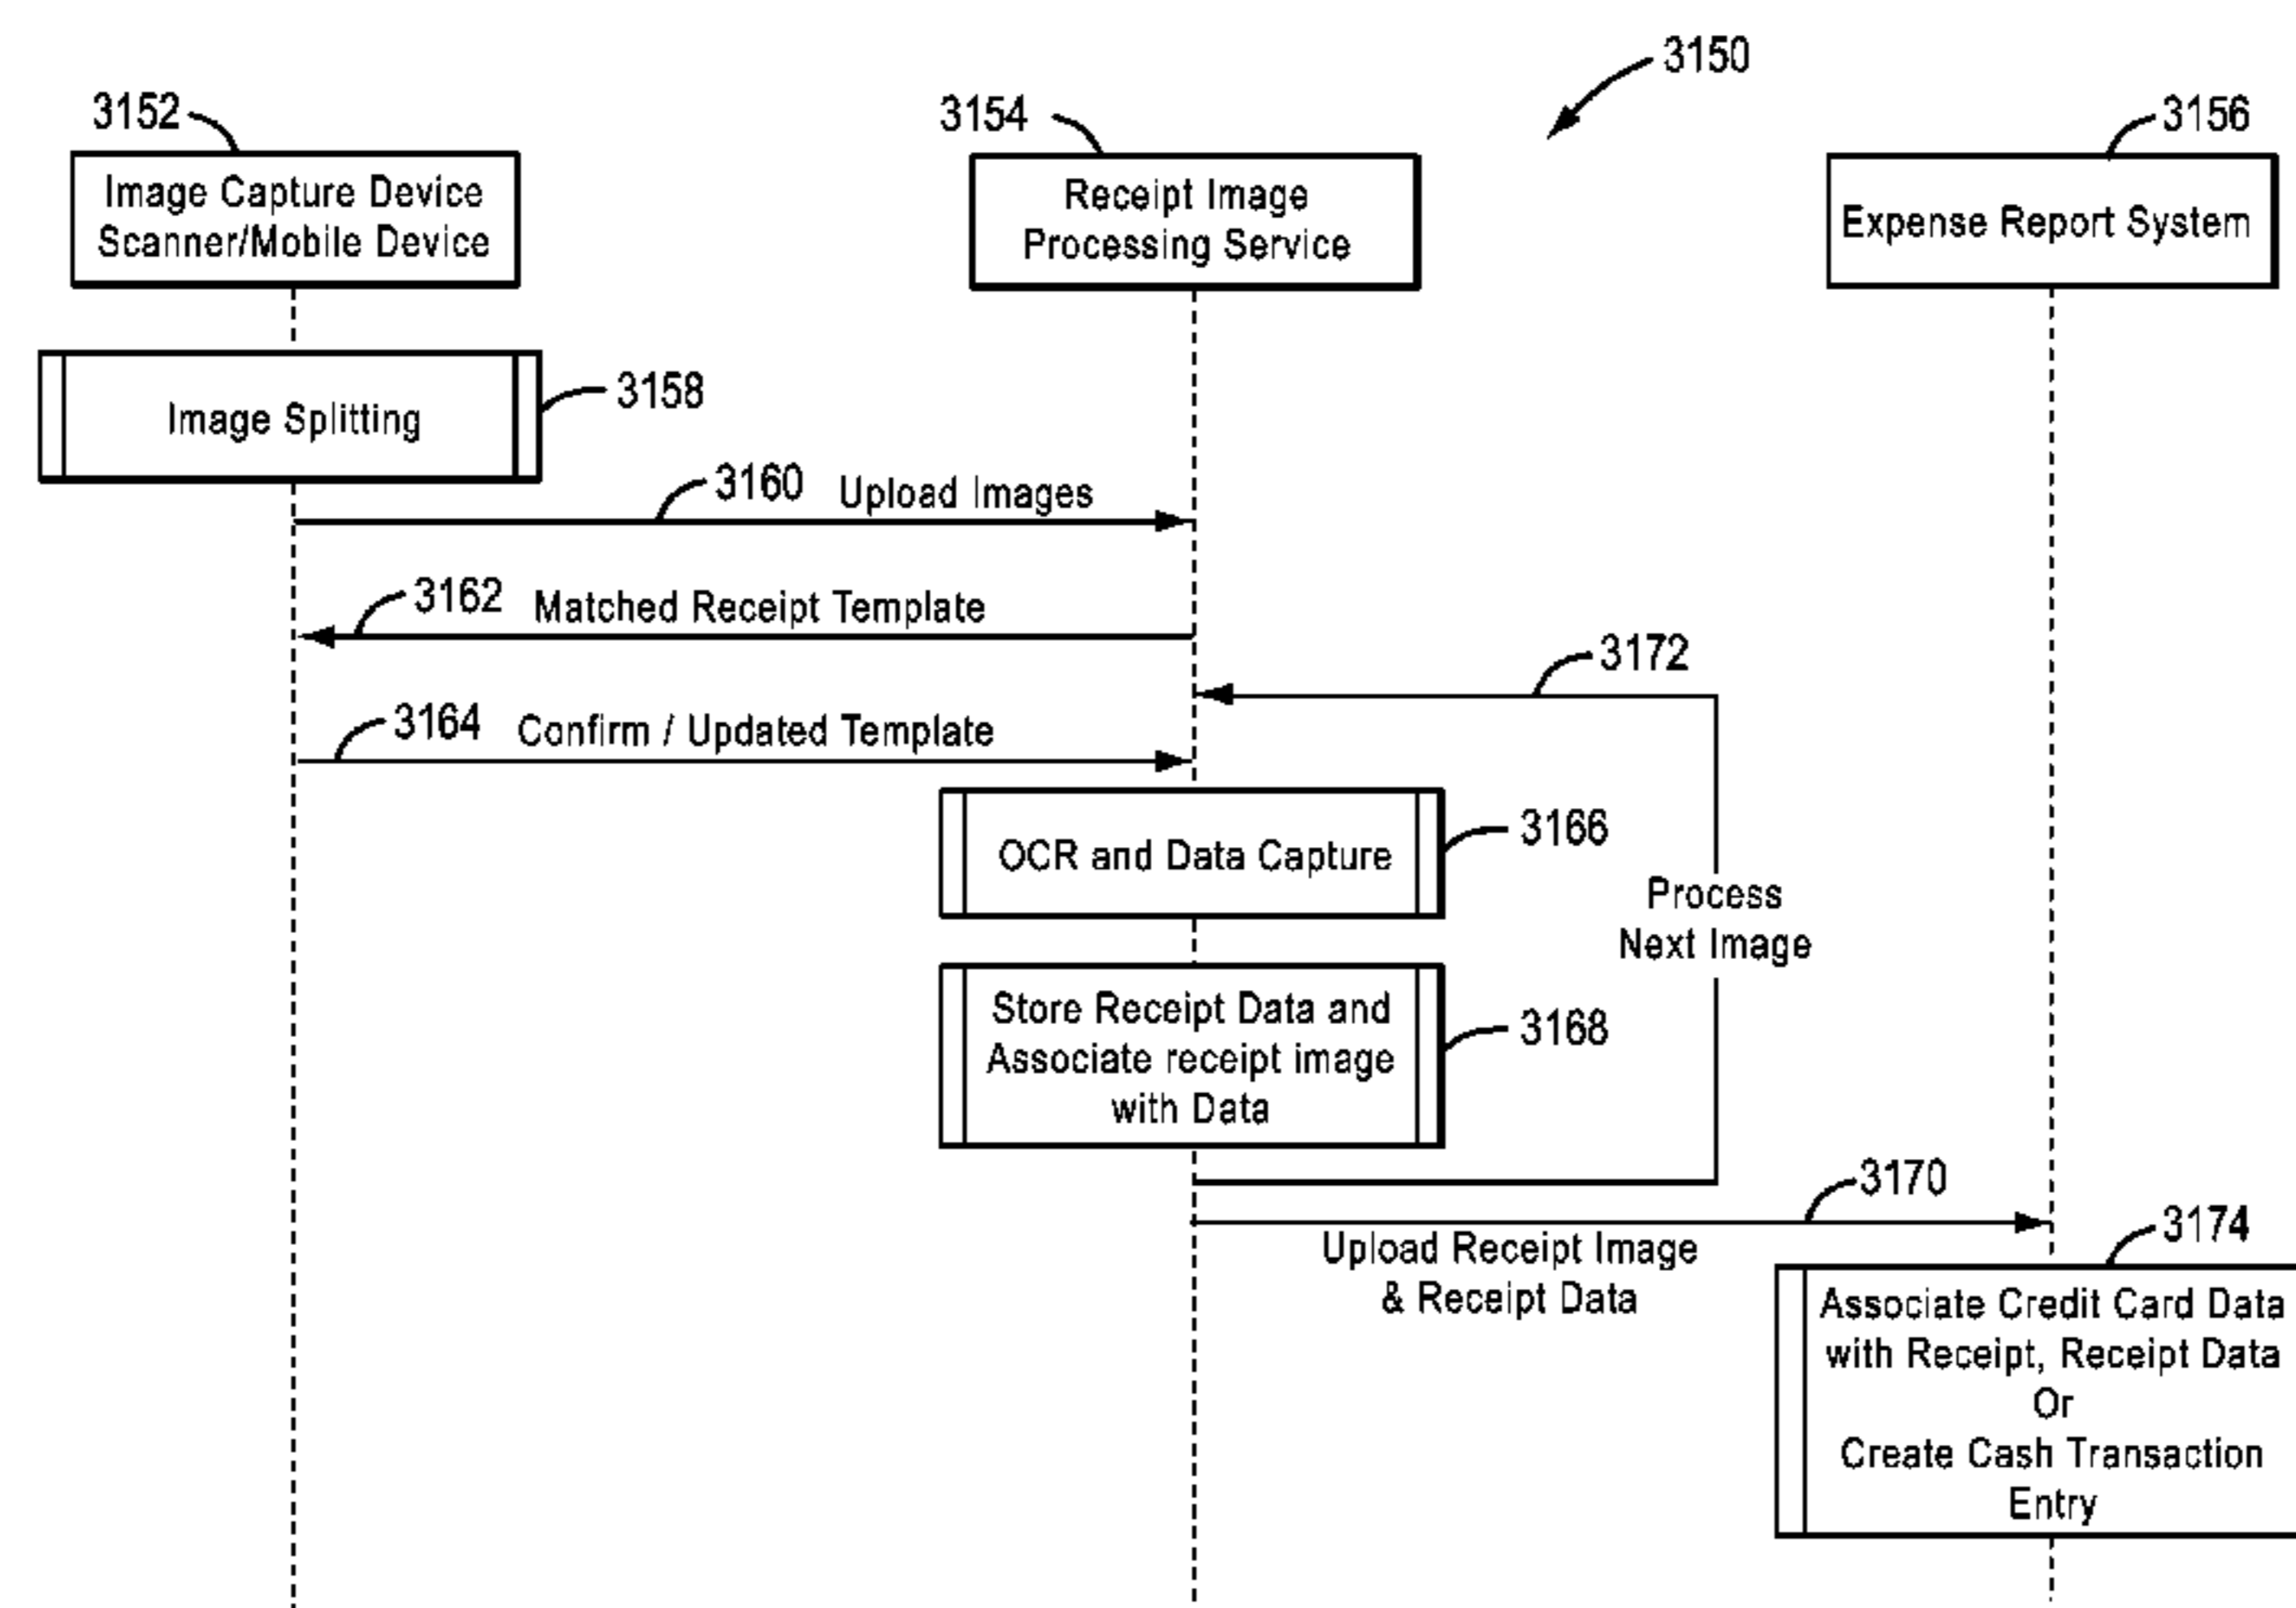 3150
3152
Image Capture Device
Scanner/Mobile Device
3154
Receipt Image
Processing Service
3156
Expense Report System
Image Splitting
3158
3160
Upload Images
3162
Matched Receipt Template
3172
3164
Confirm / Updated Template
OCR and Data Capture
3166
Process
Next Image
Store Receipt Data and
Associate receipt image
with Data
3168
3170
Upload Receipt Image
& Receipt Data
3174
Associate Credit Card Data
with Receipt, Receipt Data
Or
Create Cash Transaction
Entry